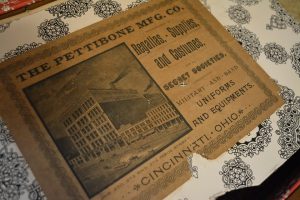 THE PETTIBONE MFG. CO.
Regalias, Supplies,
and Costumes,
SECRET SOCIETIES
MILITARY AND BAND
UNIFORMS
AND EQUIPMENTS
CINCINNATI, OHIO